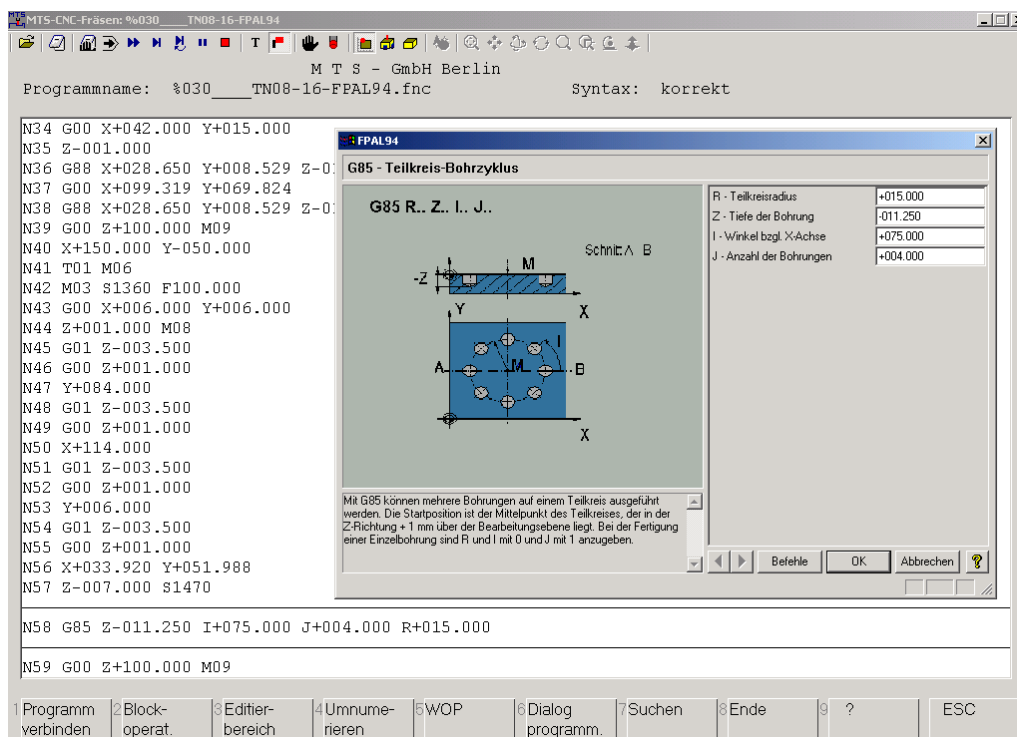 MTS-CNC-Fräsen: %030____TN08-16-FPAL94
M T S - GmbH Berlin
Programmname: %030____TN08-16-FPAL94.fnc Syntax: korrekt
N34 G00 X+042.000 Y+015.000
N35 Z-001.000
N36 G88 X+028.650 Y+008.529
N37 G00 X+099.319 Y+069.824
N38 G88 X+028.650 Y+008.529
N39 G00 Z+100.000 M09
N40 X+150.000 Y-050.000
N41 T01 M06
N42 M03 S1360 F100.000
N43 G00 X+006.000 Y+006.000
N44 Z+001.000 M08
N45 G01 Z-003.500
N46 G00 Z+001.000
N47 Y+084.000
N48 G01 Z-003.500
N49 G00 Z+001.000
N50 X+114.000
N51 G01 Z-003.500
N52 G00 Z+001.000
N53 Y+006.000
N54 G01 Z-003.500
N55 G00 Z+001.000
N56 X+033.920 Y+051.988
N57 Z-007.000 S1470
FPAL94
G85 - Teilkreis-Bohrzyklus
G85 R.. Z.. I.. J..
Schnitt A B
M
-Z
X
Y
I
A
M
B
X
R - Teilkreisradius +015.000
Z - Tiefe der Bohrung -011.250
I - Winkel bzgl. X-Achse +075.000
J - Anzahl der Bohrungen +004.000
Mit G85 können mehrere Bohrungen auf einem Teilkreis ausgeführt
werden. Die Startposition ist der Mittelpunkt des Teilkreises, der in der
Z-Richtung + 1 mm über der Bearbeitungsebene liegt. Bei der Fertigung
einer Einzelbohrung sind R und I mit 0 und J mit 1 anzugeben.
Befehle OK Abbrechen ?
N58 G85 Z-011.250 I+075.000 J+004.000 R+015.000
N59 G00 Z+100.000 M09
1 Programm verbinden
2 Block-operat.
3 Editier-bereich
4 Umnume-rieren
5 WOP
6 Dialog programm.
7 Suchen
8 Ende
9 ?
ESC